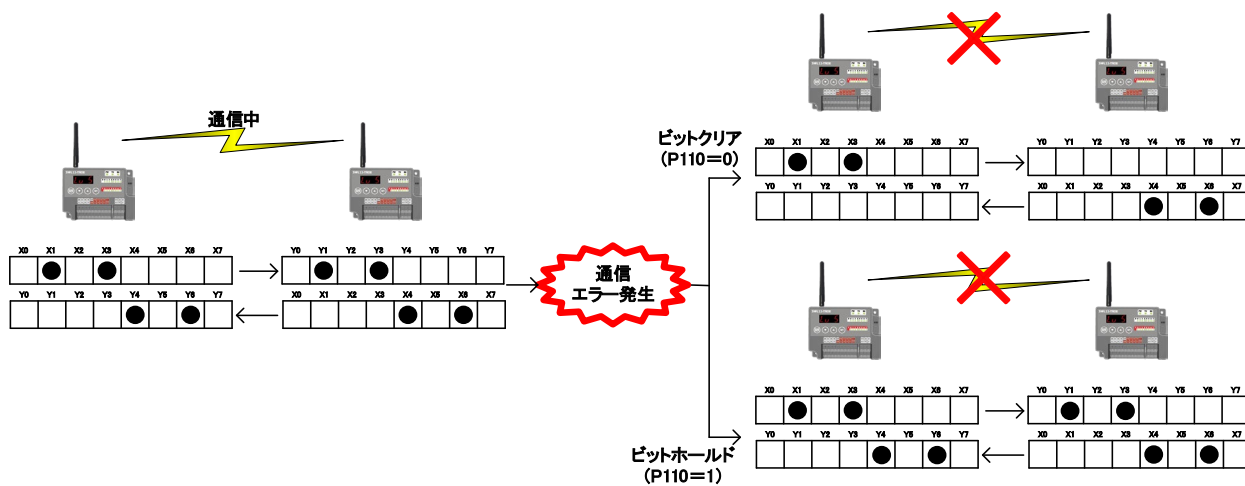 通信中
X0 X1 X2 X3 X4 X5 X6 X7
Y0 Y1 Y2 Y3 Y4 Y5 Y6 Y7
Y0 Y1 Y2 Y3 Y4 Y5 Y6 Y7
X0 X1 X2 X3 X4 X5 X6 X7
通信
エラー発生
ビットクリア
(P110=0)
X0 X1 X2 X3 X4 X5 X6 X7
Y0 Y1 Y2 Y3 Y4 Y5 Y6 Y7
Y0 Y1 Y2 Y3 Y4 Y5 Y6 Y7
X0 X1 X2 X3 X4 X5 X6 X7
X0 X1 X2 X3 X4 X5 X6 X7
Y0 Y1 Y2 Y3 Y4 Y5 Y6 Y7
Y0 Y1 Y2 Y3 Y4 Y5 Y6 Y7
X0 X1 X2 X3 X4 X5 X6 X7
ビットホールド
(P110=1)